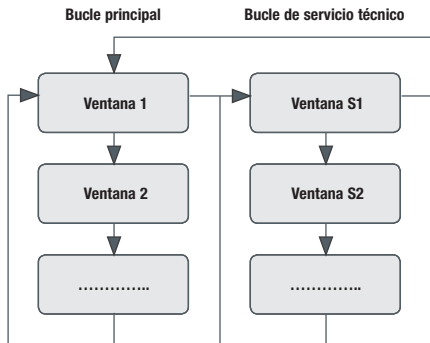 Bucle principal
Bucle de servicio técnico
Ventana 1
Ventana S1
Ventana 2
Ventana S2
…………..
…………..